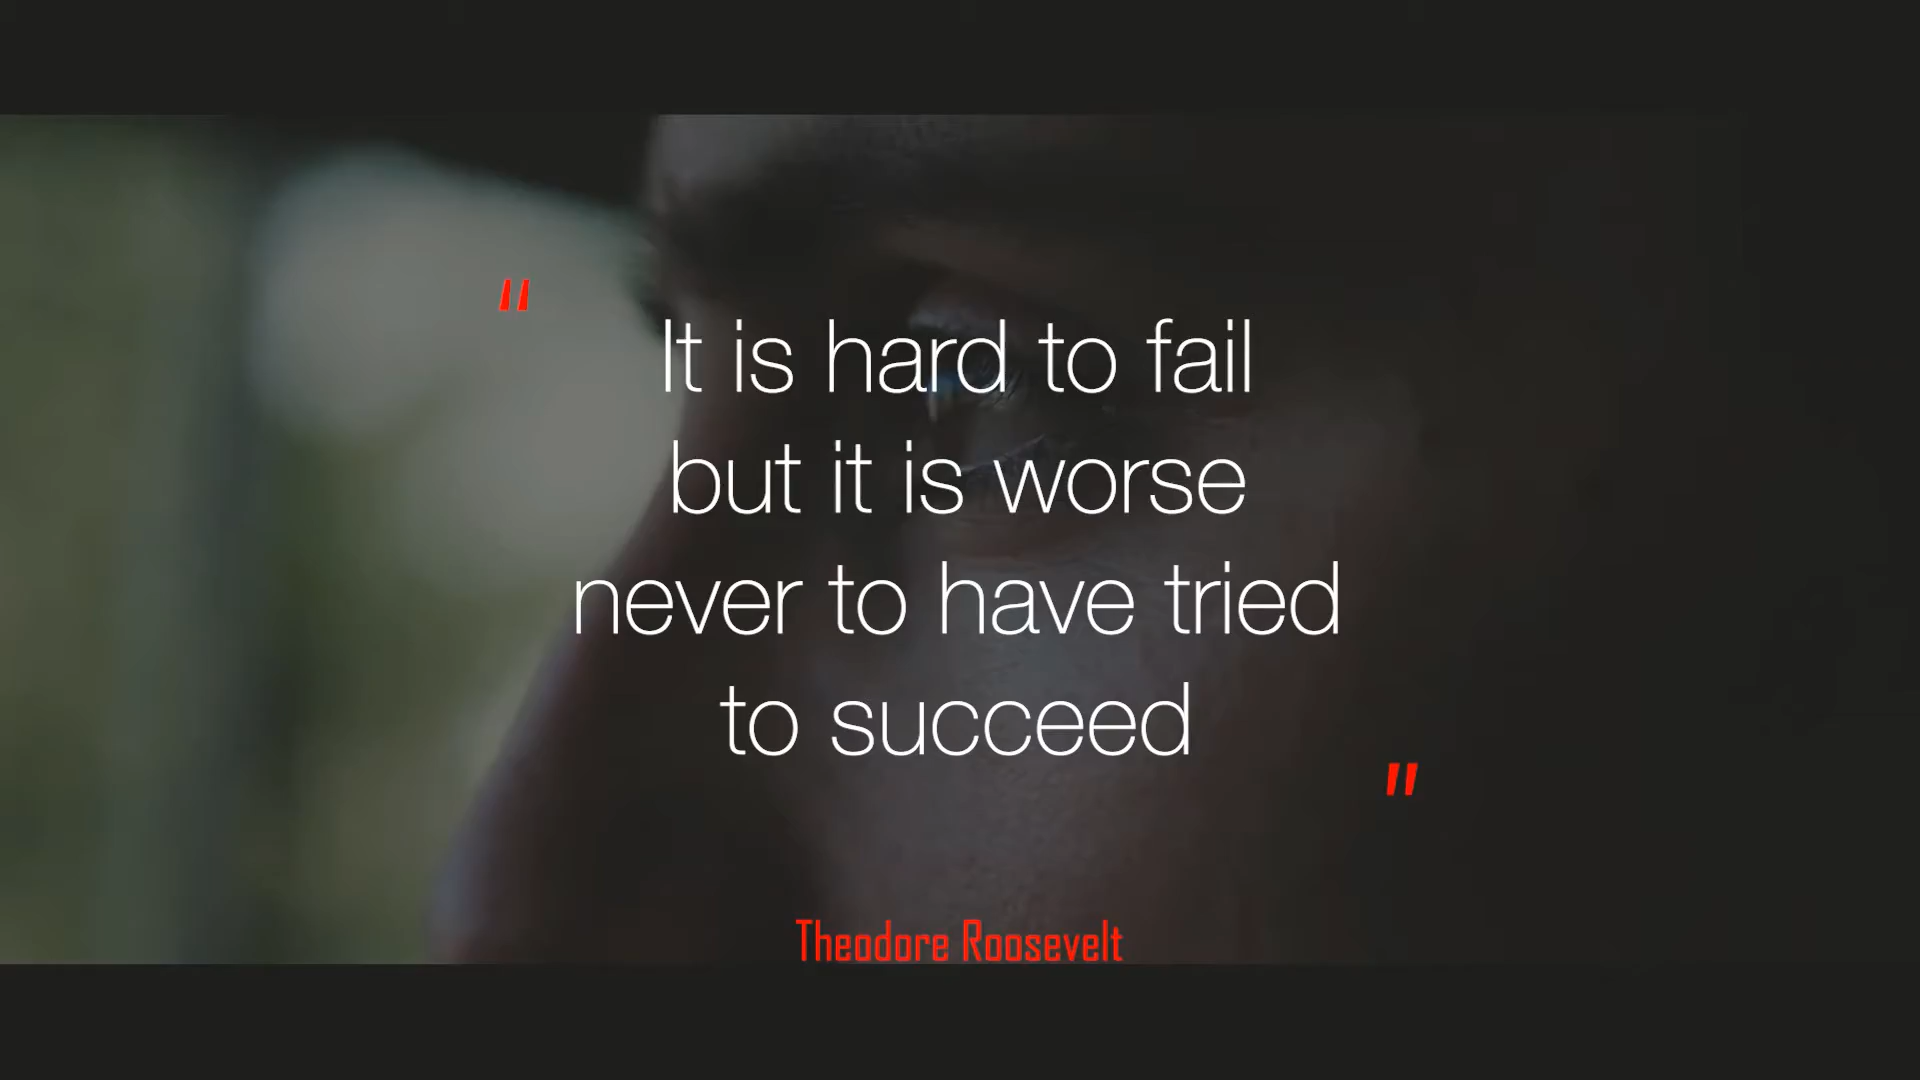 "
It is hard to fail
but it is worse
never to have tried
to succeed
"
Theodore Roosevelt